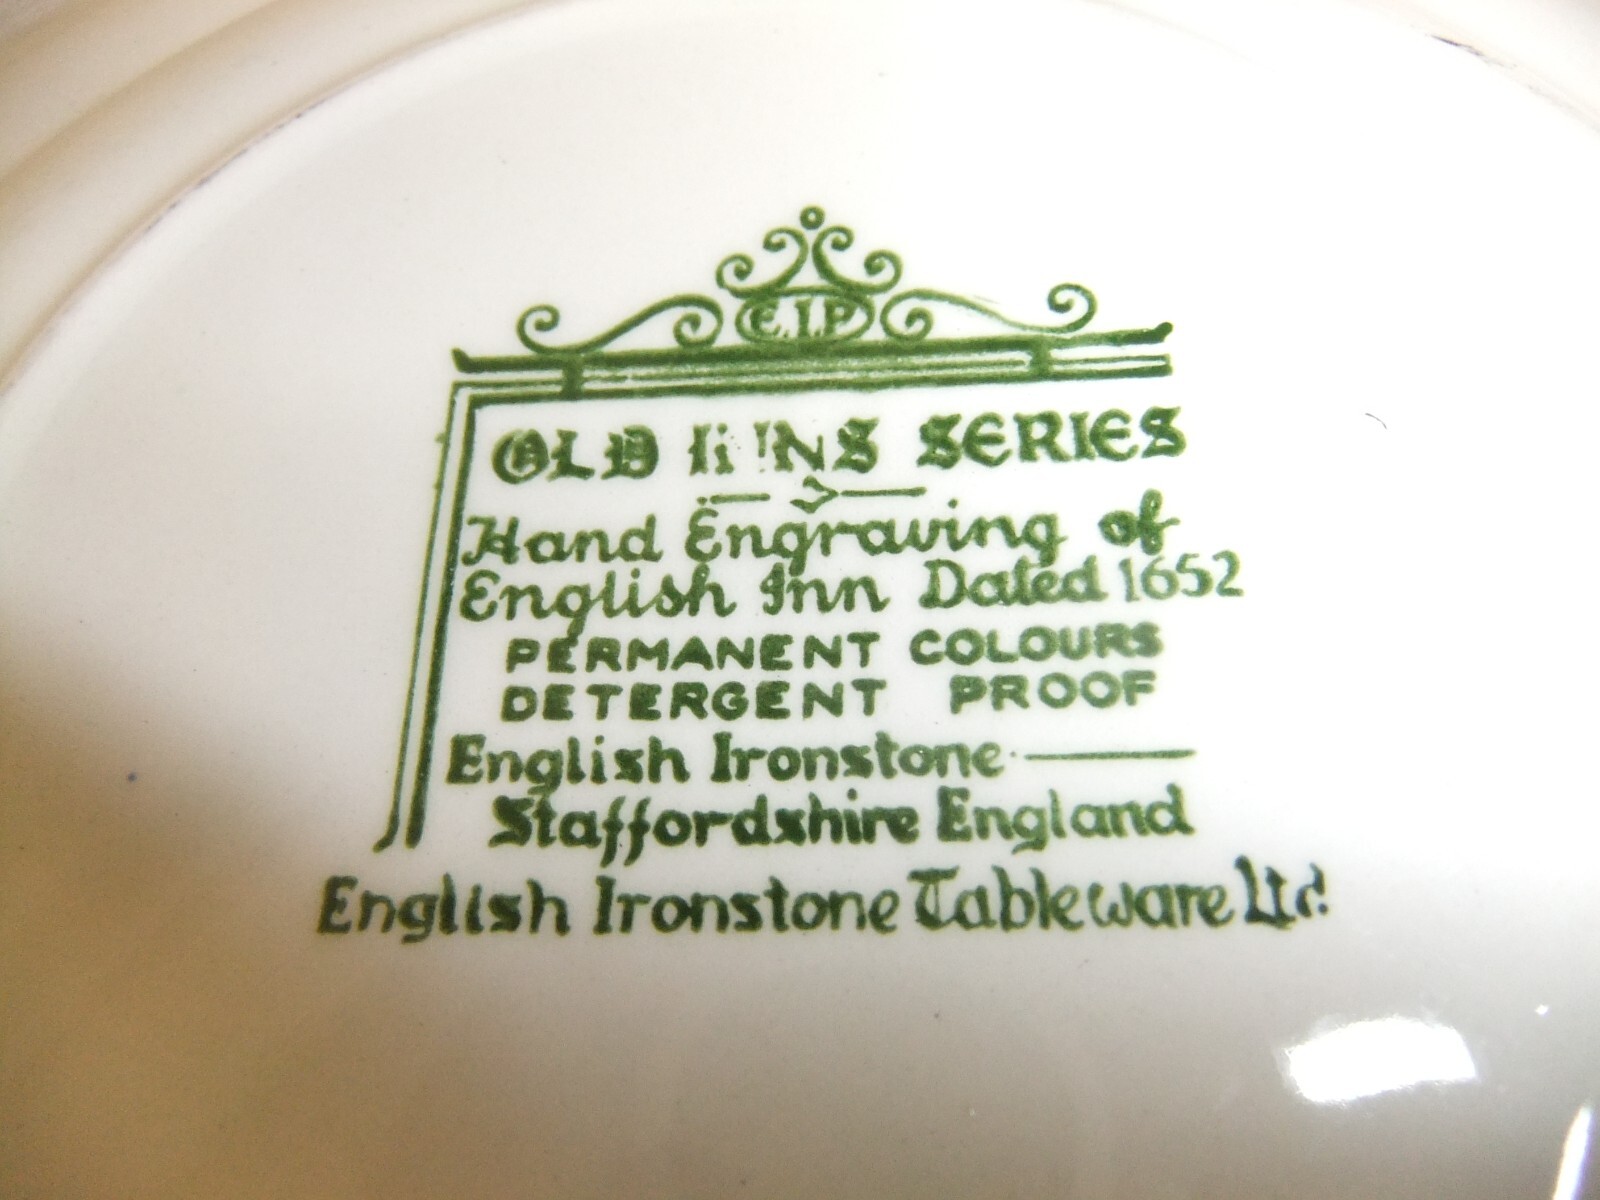 E.I.P
OLD INNS SERIES
Hand Engraving of
English Inn Dated 1652
PERMANENT COLOURS
DETERGENT PROOF
English Ironstone
Staffordshire England
English Ironstone Tableware Ltd.